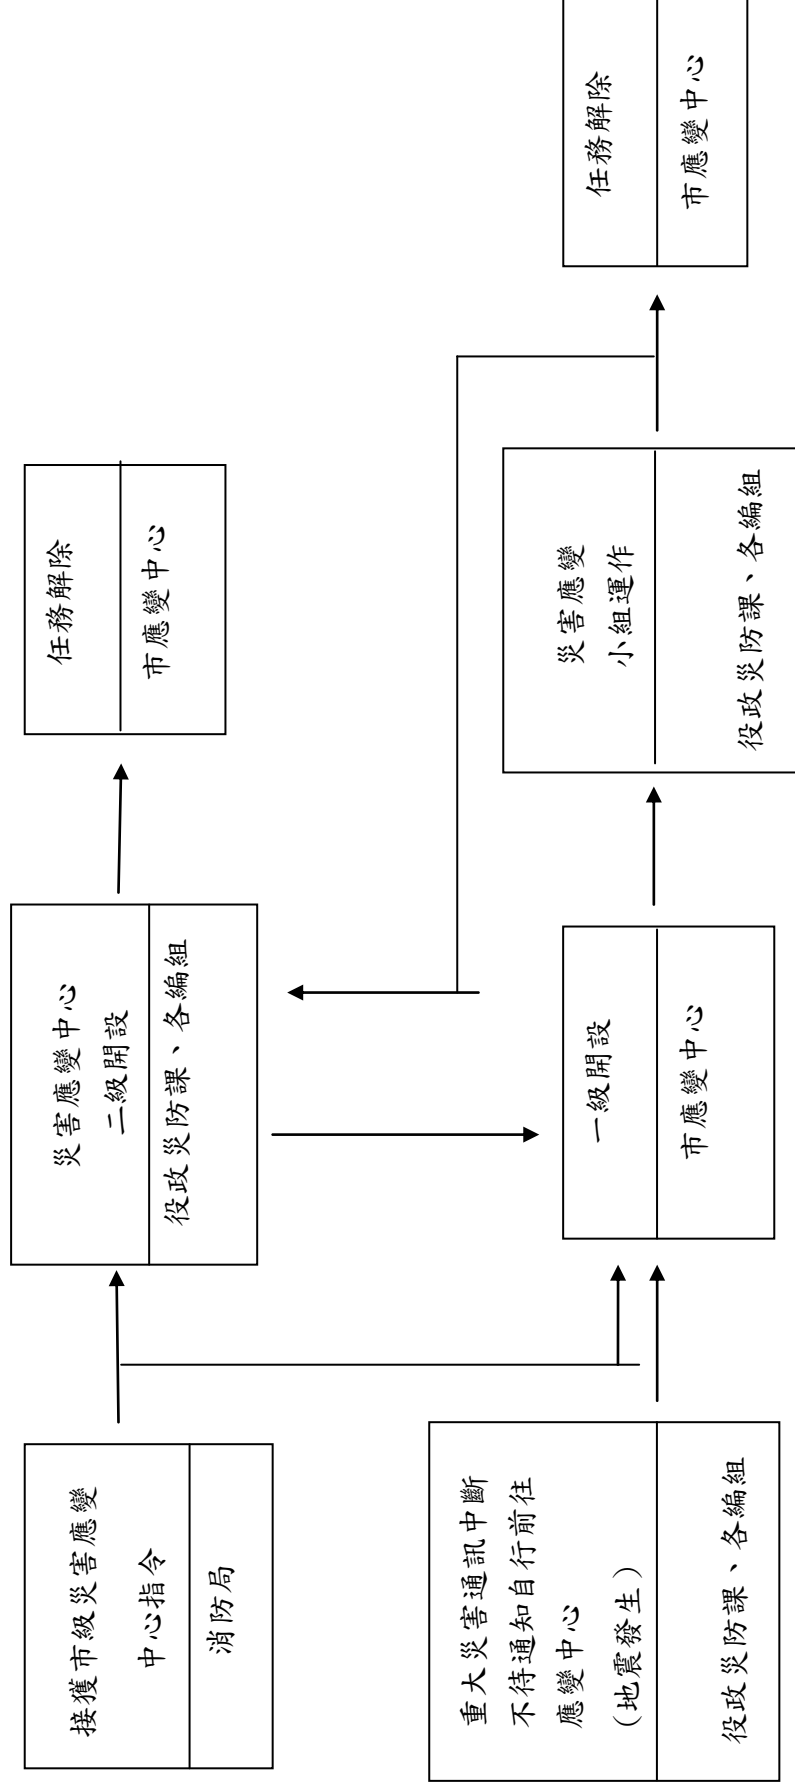 接獲市級災害應變
中心指令
消防局
災害應變中心
二級開設
役政災防課、各編組
任務解除
市應變中心
重大災害通訊中斷
不待通知自行前往
應變中心
(地震發生)
役政災防課、各編組
一級開設
市應變中心
災害應變
小組運作
役政災防課、各編組
任務解除
市應變中心